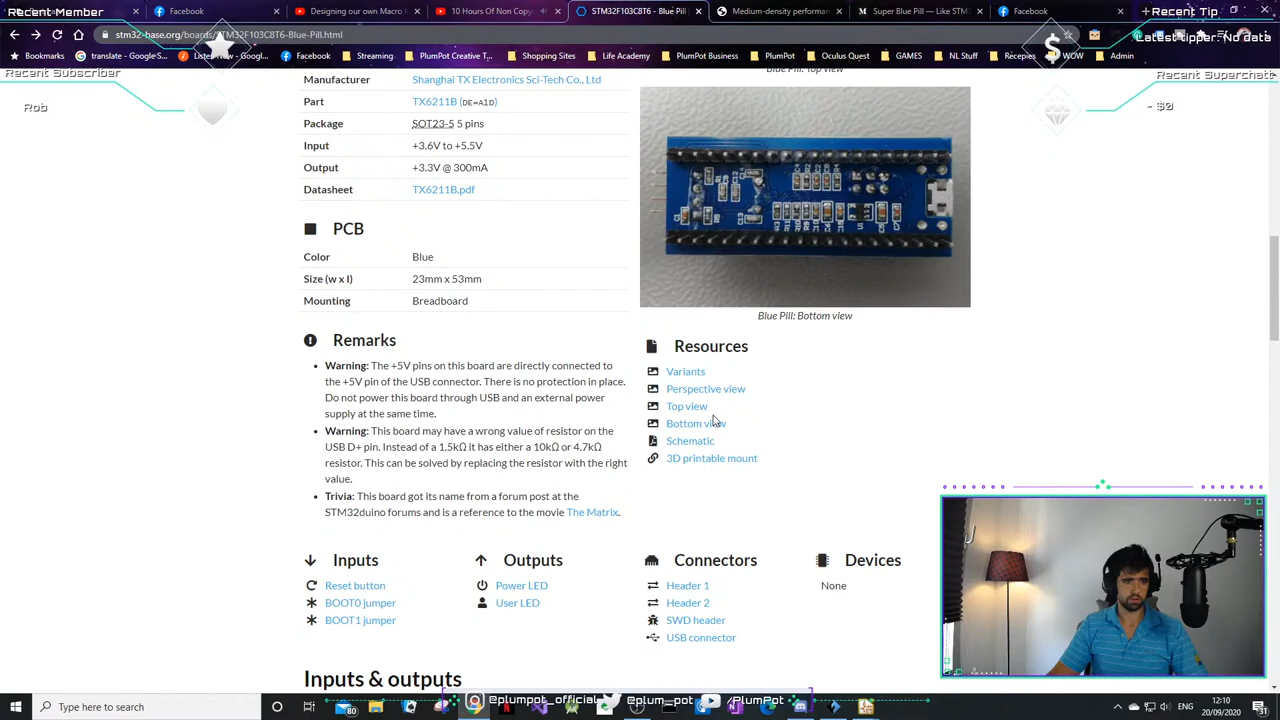 Recent Member
Facebook
Designing our own Macro
10 Hours Of Non Copy
STM32F103C8T6 - Blue Pill
Medium-density performa
Super Blue Pill — Like STM
Facebook
Recent Tip
stm32-base.org/boards/STM32F103C8T6-Blue-Pill.html
Latest Tipper: No data
Bookmarks
translate - Google S...
Facebook
Streaming
PlumPot Creative T...
Shopping Sites
Life Academy
PlumPot Business
PlumPot
Oculus Quest
GAMES
NL Stuff
Recepies
WOW
Admin
Recent Subscriber
Recent Superchat
Rob
- $0
Blue Pill: Top view
Manufacturer Shanghai TX Electronics Sci-Tech Co., Ltd
Part TX6211B (DE=A1D)
Package SOT23-5 5 pins
Input +3.6V to +5.5V
Output +3.3V @ 300mA
Datasheet TX6211B.pdf
PCB
Color Blue
Size (w x l) 23mm x 53mm
Mounting Breadboard
Blue Pill: Bottom view
Remarks
Warning: The +5V pins on this board are directly connected to
the +5V pin of the USB connector. There is no protection in place.
Do not power this board through USB and an external power
supply at the same time.
Warning: This board may have a wrong value of resistor on the
USB D+ pin. Instead of a 1.5kΩ it has either a 10kΩ or 4.7kΩ
resistor. This can be solved by replacing the resistor with the right
value.
Trivia: This board got its name from a forum post at the
STM32duino forums and is a reference to the movie The Matrix.
Resources
Variants
Perspective view
Top view
Bottom view
Schematic
3D printable mount
Inputs
Reset button
BOOT0 jumper
BOOT1 jumper
Outputs
Power LED
User LED
Connectors
Header 1
Header 2
SWD header
USB connector
Devices
None
Inputs & outputs
Type here to search
80
@plumpot_official
@plum_pot
/PlumPot
ENG
12:10
20/09/2020